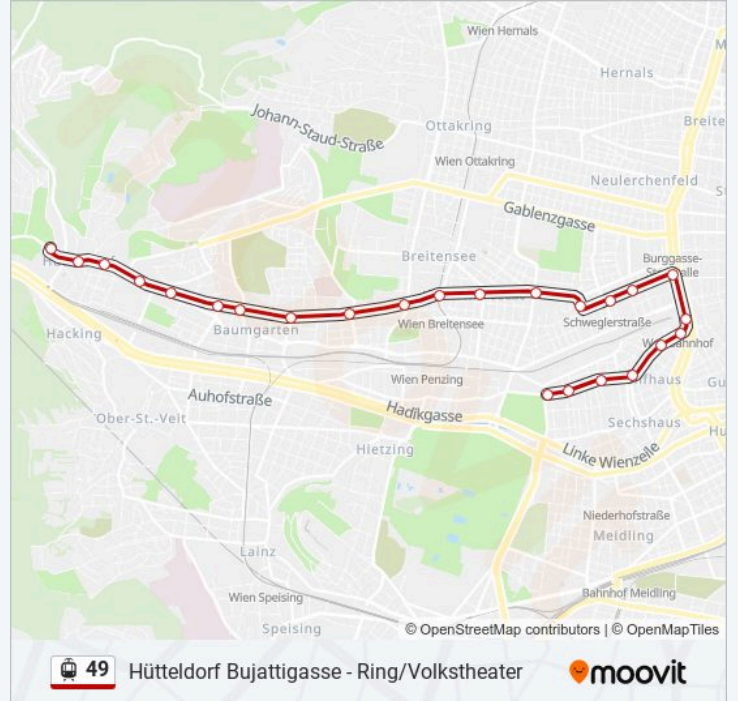 Wien Hernals
Hernals
Johann-Staud-Straße
Ottakring
Breite
Wien Ottakring
Neulerchenfeld
Gablenzgasse
Breitensee
Burggasse-
Schweglerstraße
Wien Breitensee
Baumgarten
Hacking
Wien Penzing
Auhofstraße
Hadikgasse
Ober-St.-Veit
Sechshaus
Hietzing
Linke Wienzeile
Niederhofstraße
Meidling
Lainz
Wien Speising
Bahnhof Meidling
Speising
© OpenStreetMap contributors | © OpenMapTiles
49 Hütteldorf Bujattigasse - Ring/Volkstheater moovit